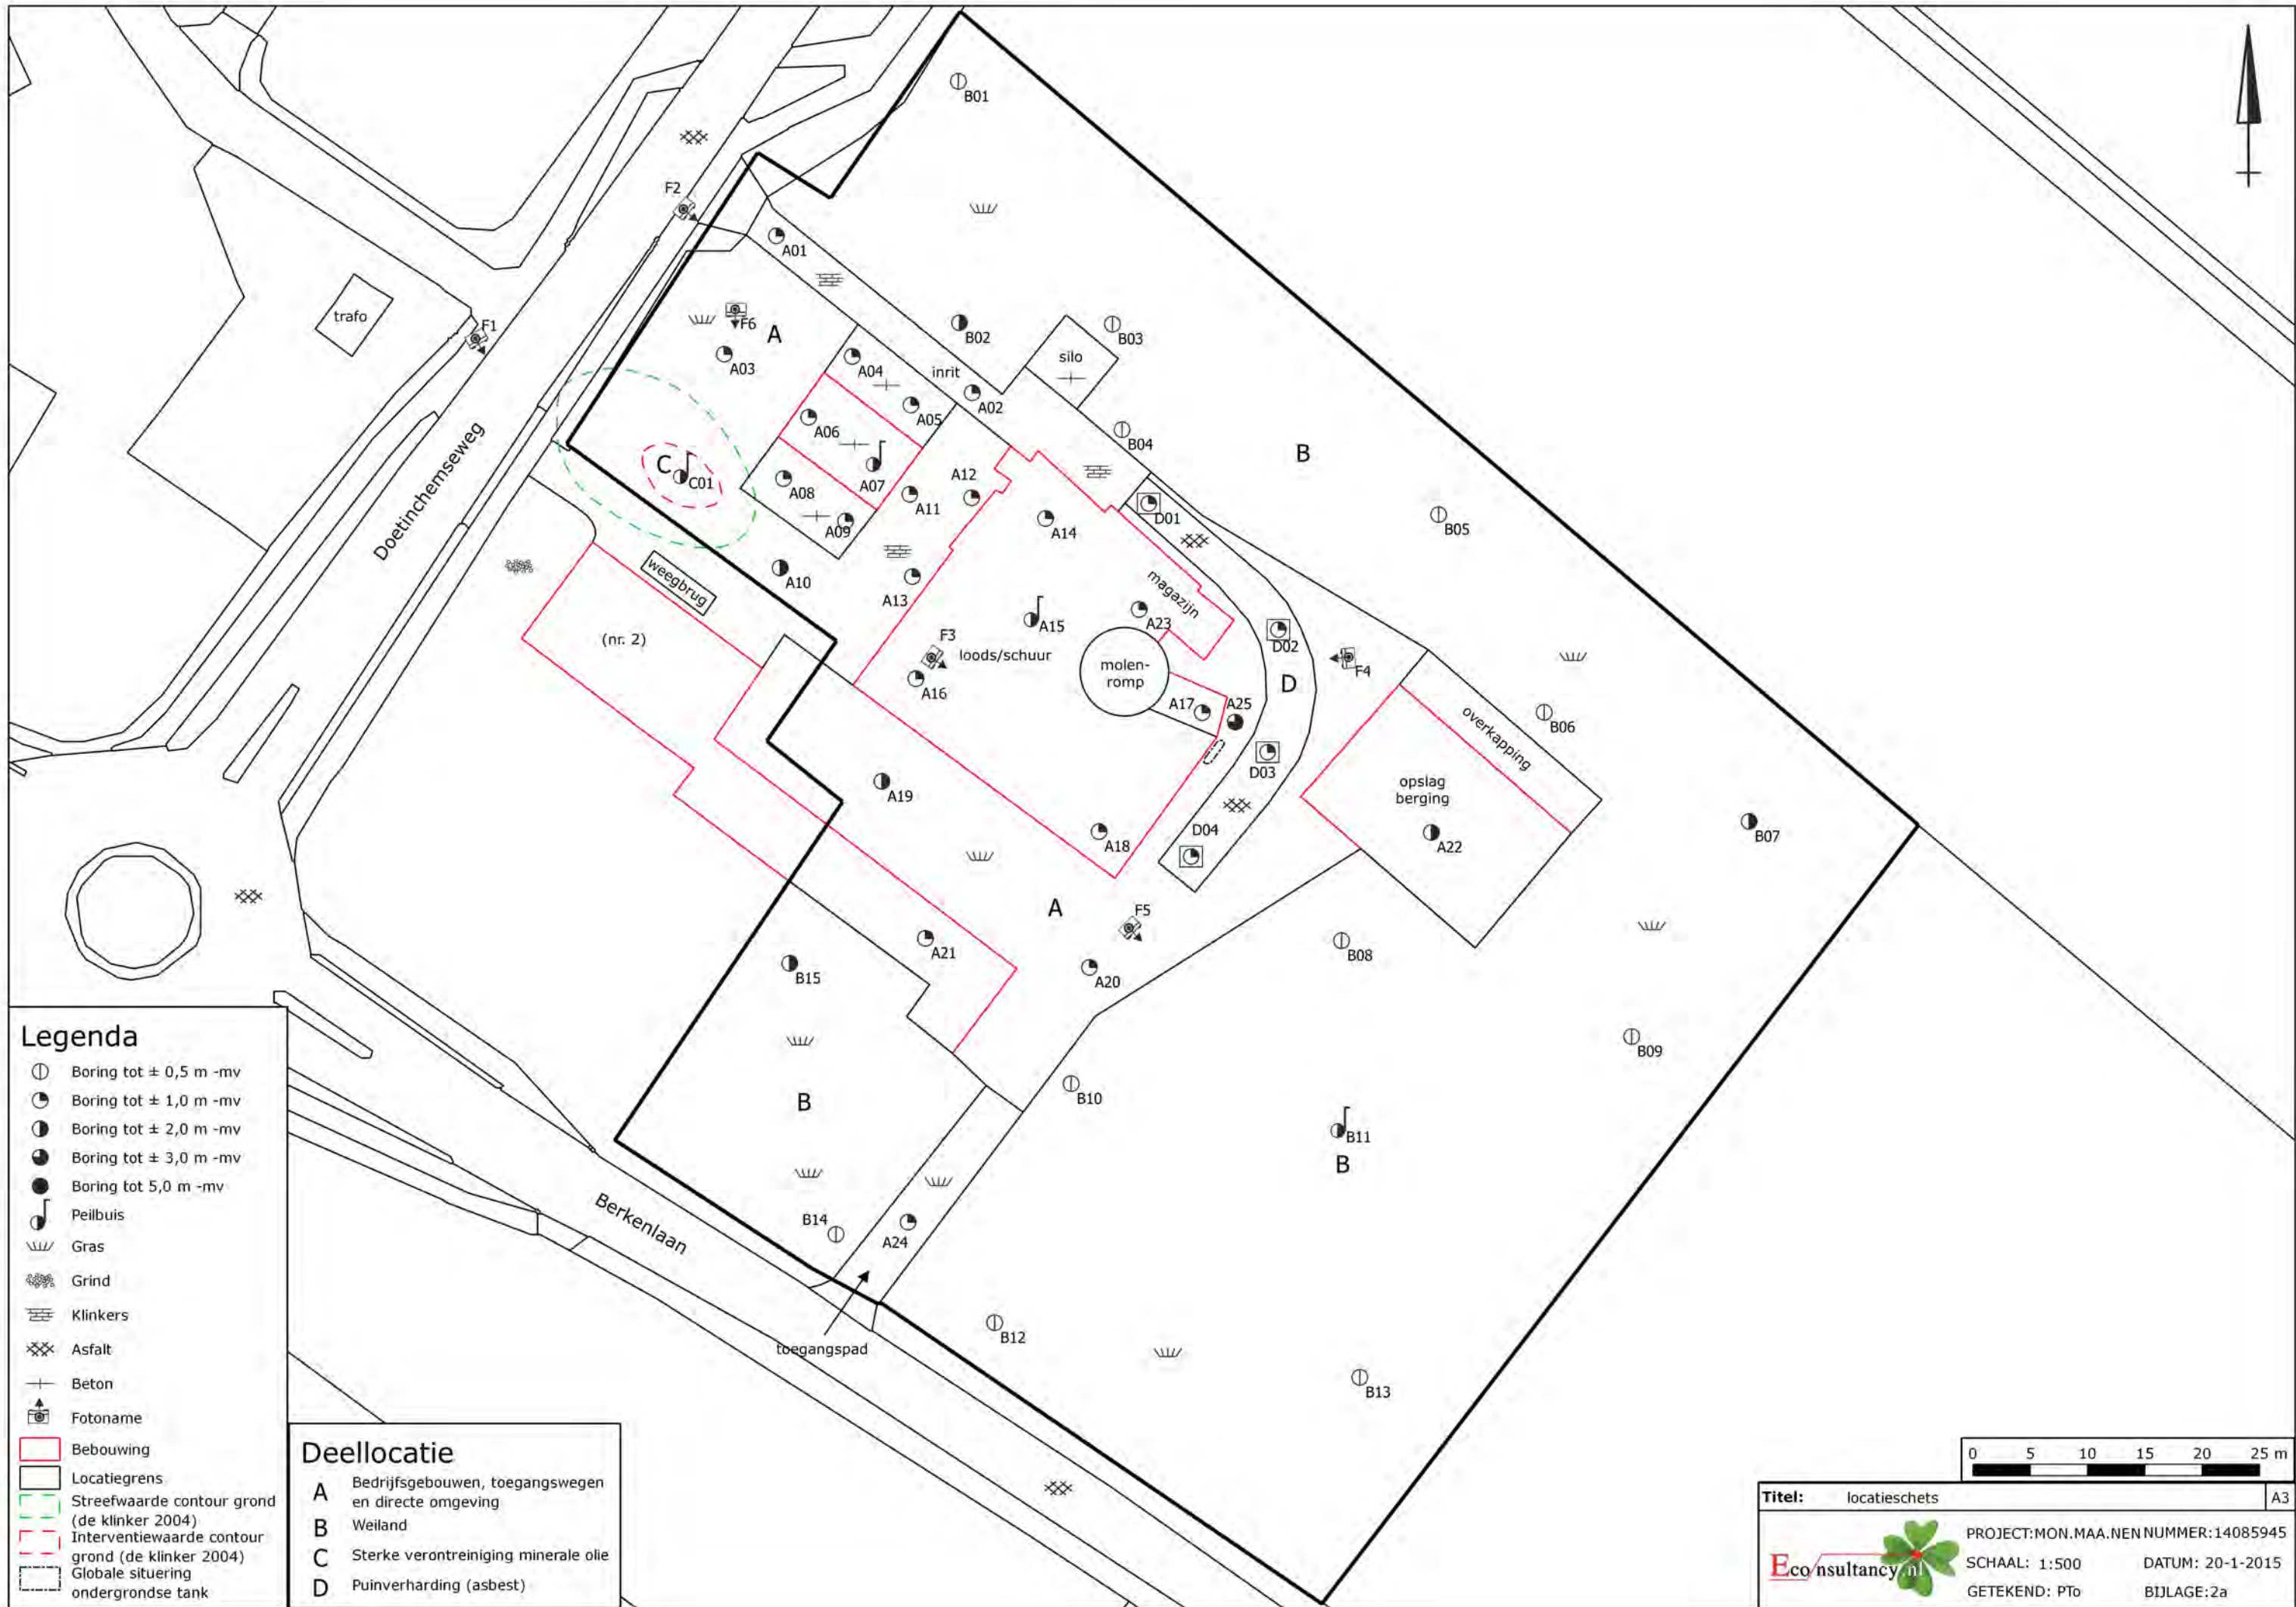 B01
F2
A01
trafo
F1
F6
A
A03
B02
B03
silo
inrit
A04
A02
A05
A06
B04
Doetinchemseweg
C
C01
A07
A08
A09
A11
A12
A14
D01
B
B05
A10
weegbrug
A13
magazijn
(nr. 2)
F3
A15
A23
loods/schuur
D02
F4
molen-
romp
A16
D
A17
A25
B06
overkapping
D03
opslag
berging
A19
A18
D04
A22
B07
A
F5
A21
B08
B15
A20
B09
B10
B
B11
B
Berkenlaan
B14
A24
B12
toegangspad
B13
Legenda
Boring tot ± 0,5 m -mv
Boring tot ± 1,0 m -mv
Boring tot ± 2,0 m -mv
Boring tot ± 3,0 m -mv
Boring tot 5,0 m -mv
Peilbuis
Gras
Grind
Klinkers
Asfalt
Beton
Fotoname
Bebouwing
Locatiegrens
Streefwaarde contour grond
(de klinker 2004)
Interventiewaarde contour
grond (de klinker 2004)
Globale situering
ondergrondse tank
Deellocatie
A Bedrijfsgebouwen, toegangswegen
en directe omgeving
B Weiland
C Sterke verontreiniging minerale olie
D Puinverharding (asbest)
0 5 10 15 20 25 m
Titel: locatieschets A3
Econsultancy.nl
PROJECT:MON.MAA.NEN NUMMER:14085945
SCHAAL: 1:500 DATUM: 20-1-2015
GETEKEND: PTo BIJLAGE:2a